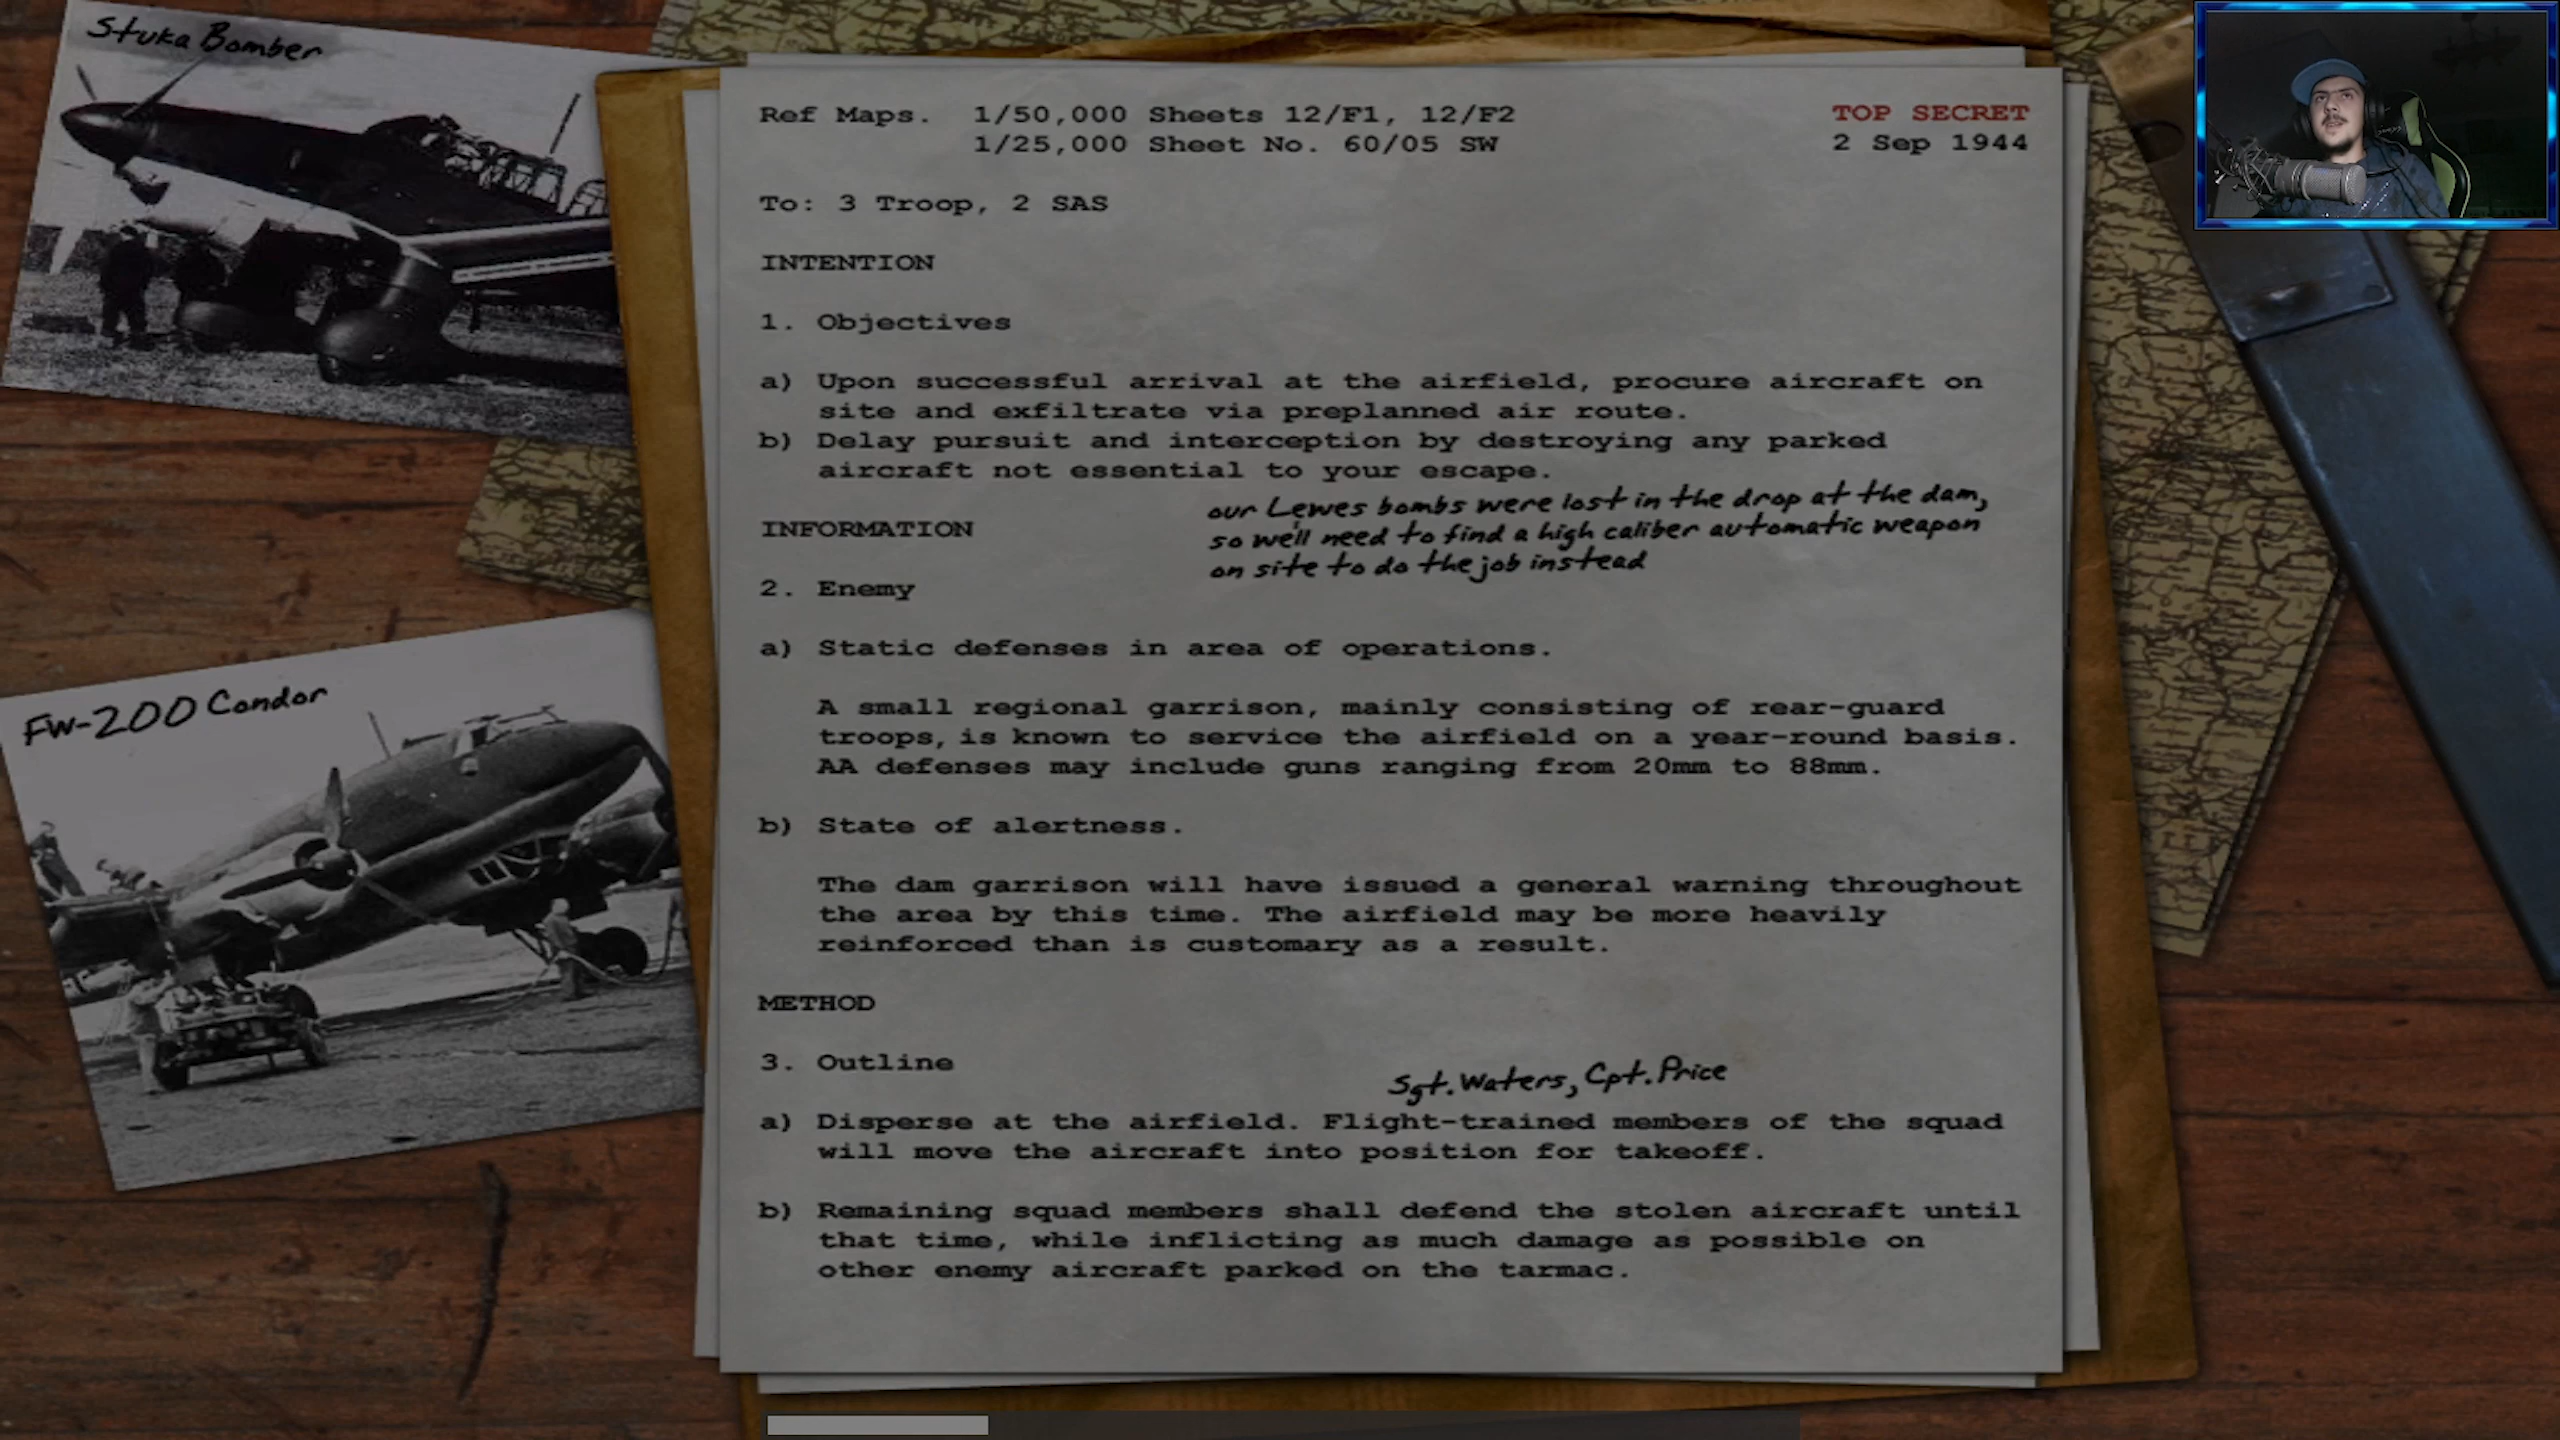 Stuka Bomber
Ref Maps. 1/50,000 Sheets 12/F1, 12/F2
1/25,000 Sheet No. 60/05 SW
TOP SECRET
2 Sep 1944
To: 3 Troop, 2 SAS
INTENTION
1. Objectives
a) Upon successful arrival at the airfield, procure aircraft on
site and exfiltrate via preplanned air route.
b) Delay pursuit and interception by destroying any parked
aircraft not essential to your escape.
our Lewes bombs were lost in the drop at the dam,
so we'll need to find a high caliber automatic weapon
on site to do the job instead
INFORMATION
2. Enemy
a) Static defenses in area of operations.
A small regional garrison, mainly consisting of rear-guard
troops, is known to service the airfield on a year-round basis.
AA defenses may include guns ranging from 20mm to 88mm.
b) State of alertness.
The dam garrison will have issued a general warning throughout
the area by this time. The airfield may be more heavily
reinforced than is customary as a result.
FW-200 Condor
METHOD
3. Outline
Sgt. Waters, Cpt. Price
a) Disperse at the airfield. Flight-trained members of the squad
will move the aircraft into position for takeoff.
b) Remaining squad members shall defend the stolen aircraft until
that time, while inflicting as much damage as possible on
other enemy aircraft parked on the tarmac.